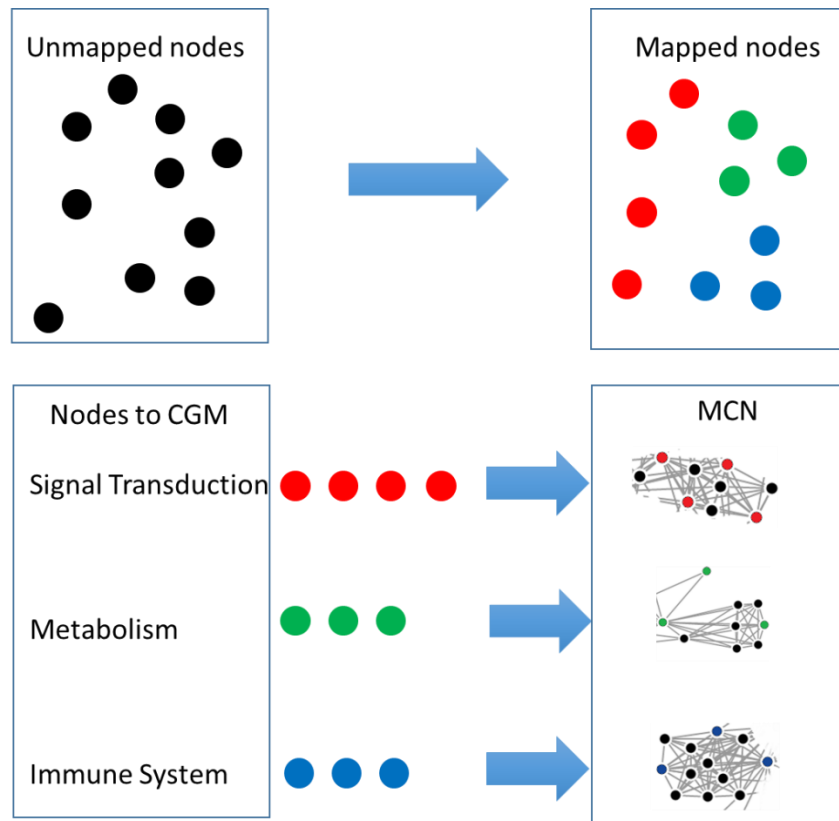 Unmapped nodes
Mapped nodes
Nodes to CGM
MCN
Signal Transduction
Metabolism
Immune System